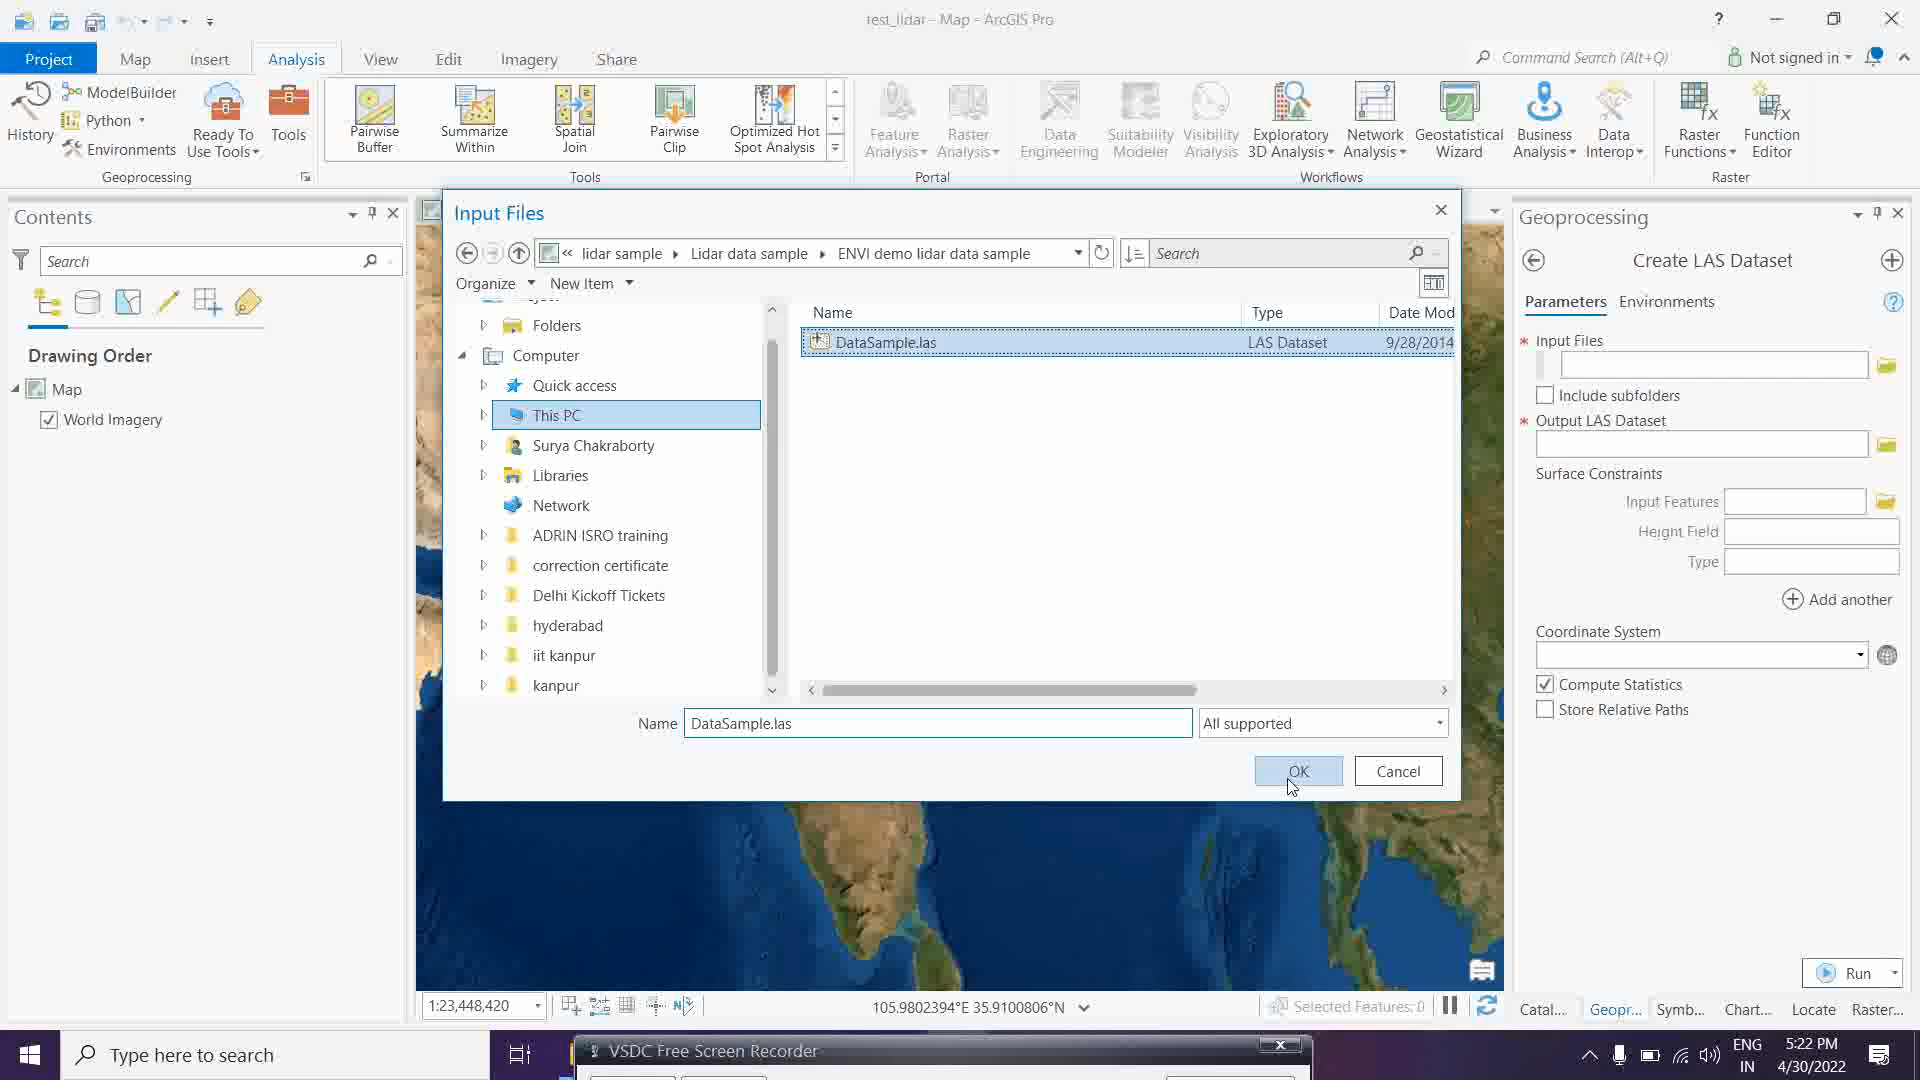 test_lidar - Map - ArcGIS Pro
?
Project
Map
Insert
Analysis
View
Edit
Imagery
Share
Command Search (Alt+Q)
Not signed in
History
ModelBuilder
Python
Environments
Ready To
Use Tools
Tools
Geoprocessing
Pairwise
Buffer
Summarize
Within
Spatial
Join
Pairwise
Clip
Optimized Hot
Spot Analysis
Tools
Feature
Analysis
Raster
Analysis
Portal
Data
Engineering
Suitability
Modeler
Visibility
Analysis
Exploratory
3D Analysis
Network
Analysis
Geostatistical
Wizard
Business
Analysis
Data
Interop
Workflows
Raster
Functions
Function
Editor
Raster
Contents
Search
Drawing Order
Map
World Imagery
Input Files
« lidar sample
Lidar data sample
ENVI demo lidar data sample
Search
Organize
New Item
Folders
Computer
Quick access
This PC
Surya Chakraborty
Libraries
Network
ADRIN ISRO training
correction certificate
Delhi Kickoff Tickets
hyderabad
iit kanpur
kanpur
Name
Type
Date Mod
DataSample.las
LAS Dataset
9/28/2014
Name
DataSample.las
All supported
OK
Cancel
Geoprocessing
Create LAS Dataset
Parameters
Environments
?
* Input Files
Include subfolders
* Output LAS Dataset
Surface Constraints
Input Features
Height Field
Type
Add another
Coordinate System
Compute Statistics
Store Relative Paths
Run
1:23,448,420
105.9802394°E 35.9100806°N
Selected Features: 0
Catal...
Geopr...
Symb...
Chart...
Locate
Raster...
Type here to search
VSDC Free Screen Recorder
ENG
IN
5:22 PM
4/30/2022